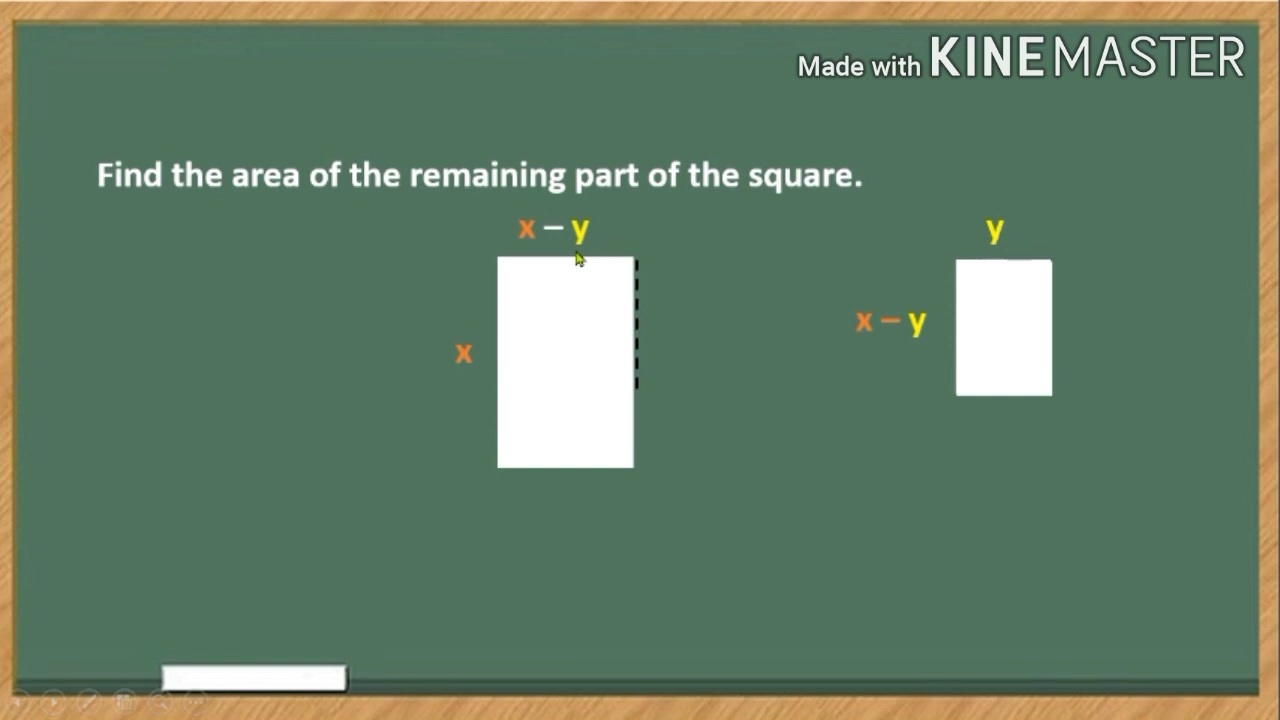 Made with KINEMASTER
Find the area of the remaining part of the square.
x – y
y
x – y
x